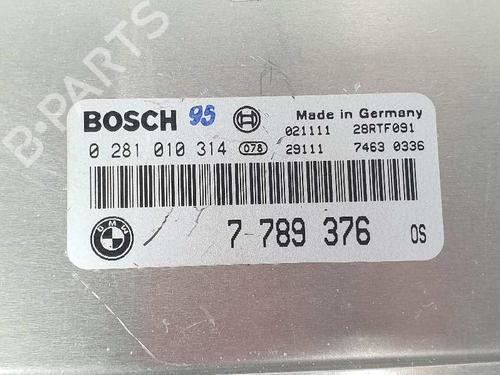 B-PARTS
BOSCH 95 Made in Germany
021111 28RTF091
0 281 010 314 078 29111 7463 0336
BMW 7 789 376 OS